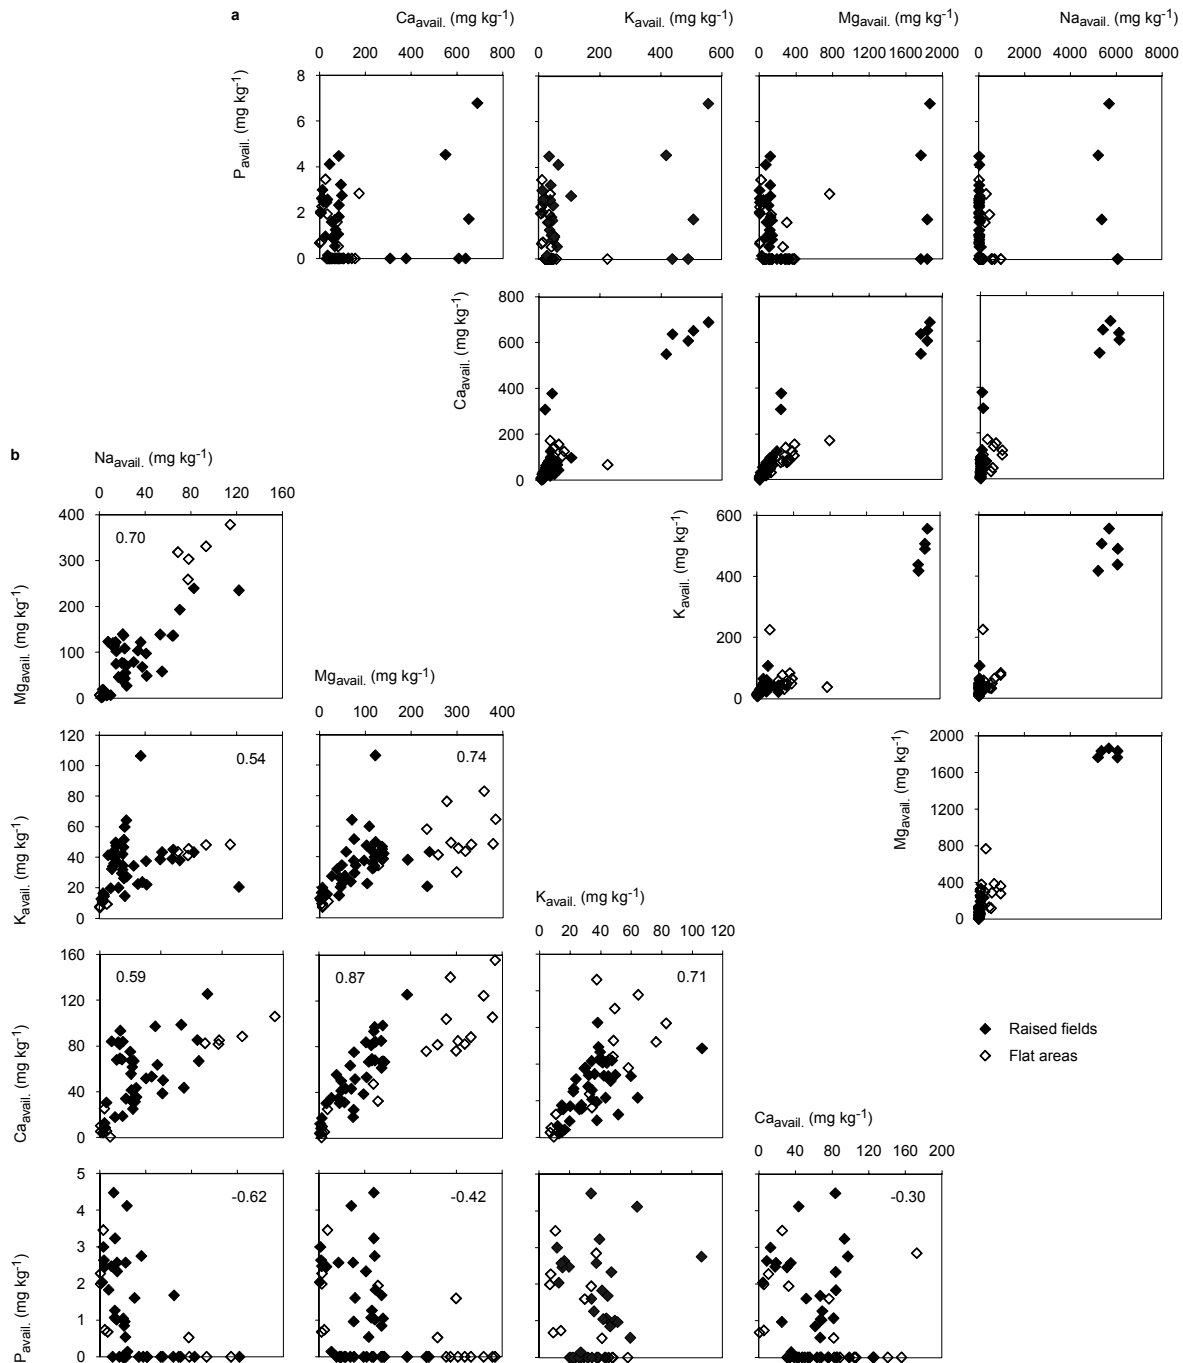 a
Ca avail. (mg kg-1) K avail. (mg kg-1) Mg avail. (mg kg-1) Na avail. (mg kg-1)
0 200 400 600 800 0 200 400 600 0 400 800 1200 1600 2000 0 2000 4000 6000 8000
P avail. (mg kg-1)
8
6
4
2
0
Ca avail. (mg kg-1)
800
600
400
200
0
b
Na avail. (mg kg-1)
0 40 80 120 160
K avail. (mg kg-1)
600
400
200
0
Mg avail. (mg kg-1)
400
300
200
100
0
0.70
Mg avail. (mg kg-1)
0 100 200 300 400
Mg avail. (mg kg-1)
2000
1600
1200
800
400
0
K avail. (mg kg-1)
120
100
80
60
40
20
0
0.54
0.74
K avail. (mg kg-1)
0 20 40 60 80 100 120
Ca avail. (mg kg-1)
160
120
80
40
0
0.59
0.87
0.71
Raised fields
Flat areas
Ca avail. (mg kg-1)
0 40 80 120 160 200
P avail. (mg kg-1)
5
4
3
2
1
0
-0.62
-0.42
-0.30